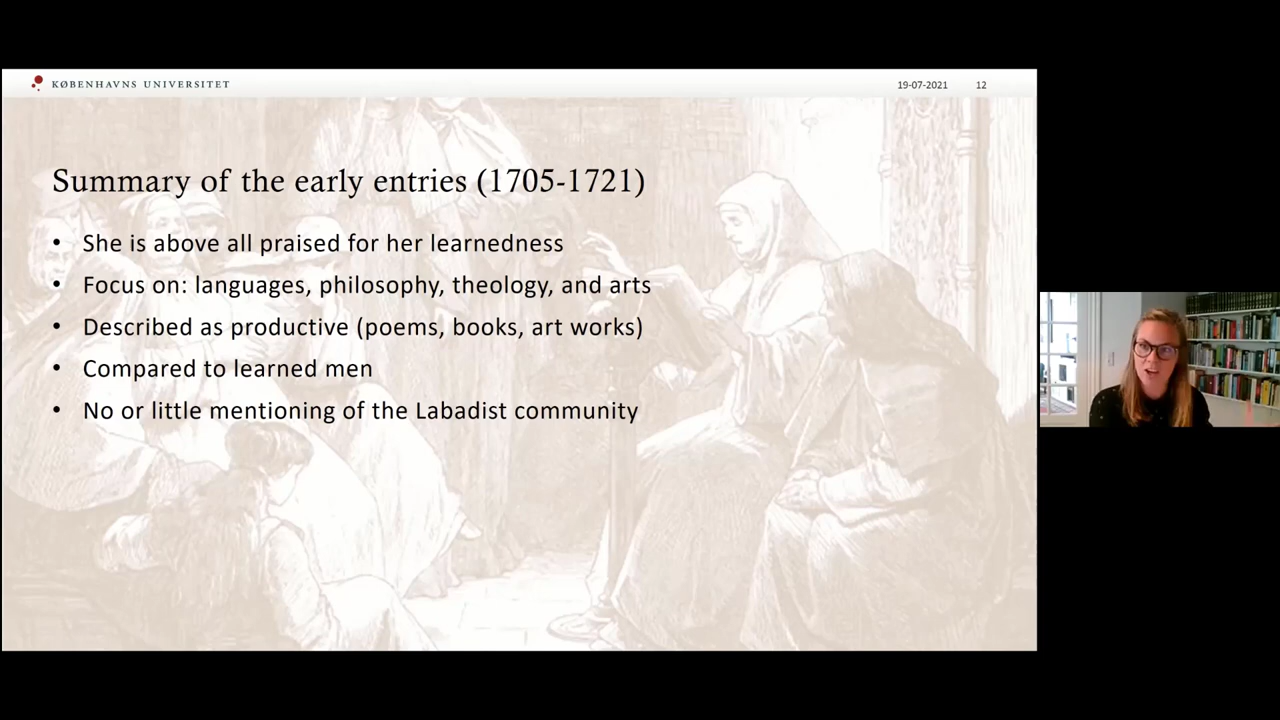 KØBENHAVNS UNIVERSITET
19-07-2021 12
Summary of the early entries (1705-1721)
• She is above all praised for her learnedness
• Focus on: languages, philosophy, theology, and arts
• Described as productive (poems, books, art works)
• Compared to learned men
• No or little mentioning of the Labadist community